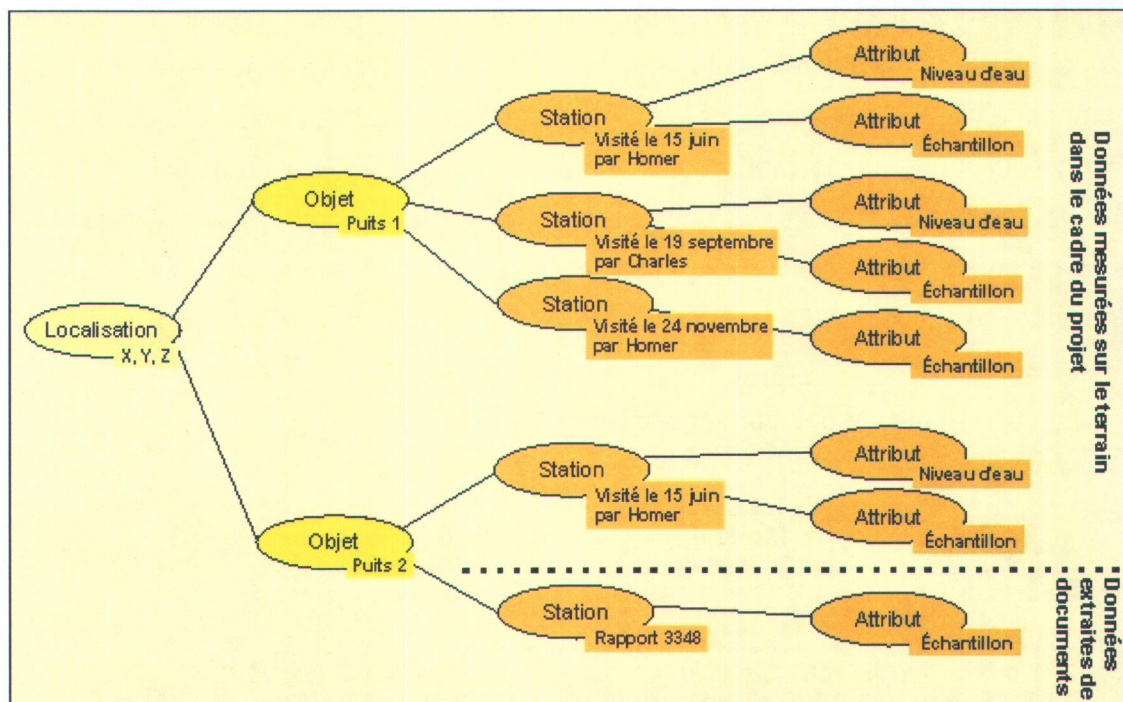 Attribut
Niveau d'eau
Station
Visité le 15 juin
par Homer
Attribut
Échantillon
Objet
Puits 1
Station
Visité le 19 septembre
par Charles
Attribut
Niveau d'eau
Attribut
Échantillon
Station
Visité le 24 novembre
par Homer
Attribut
Échantillon
Localisation
X, Y, Z
Données mesurées sur le terrain
dans le cadre du projet
Objet
Puits 2
Station
Visité le 15 juin
par Homer
Attribut
Niveau d'eau
Attribut
Échantillon
Station
Rapport 3348
Attribut
Échantillon
Données
extraites de
documents